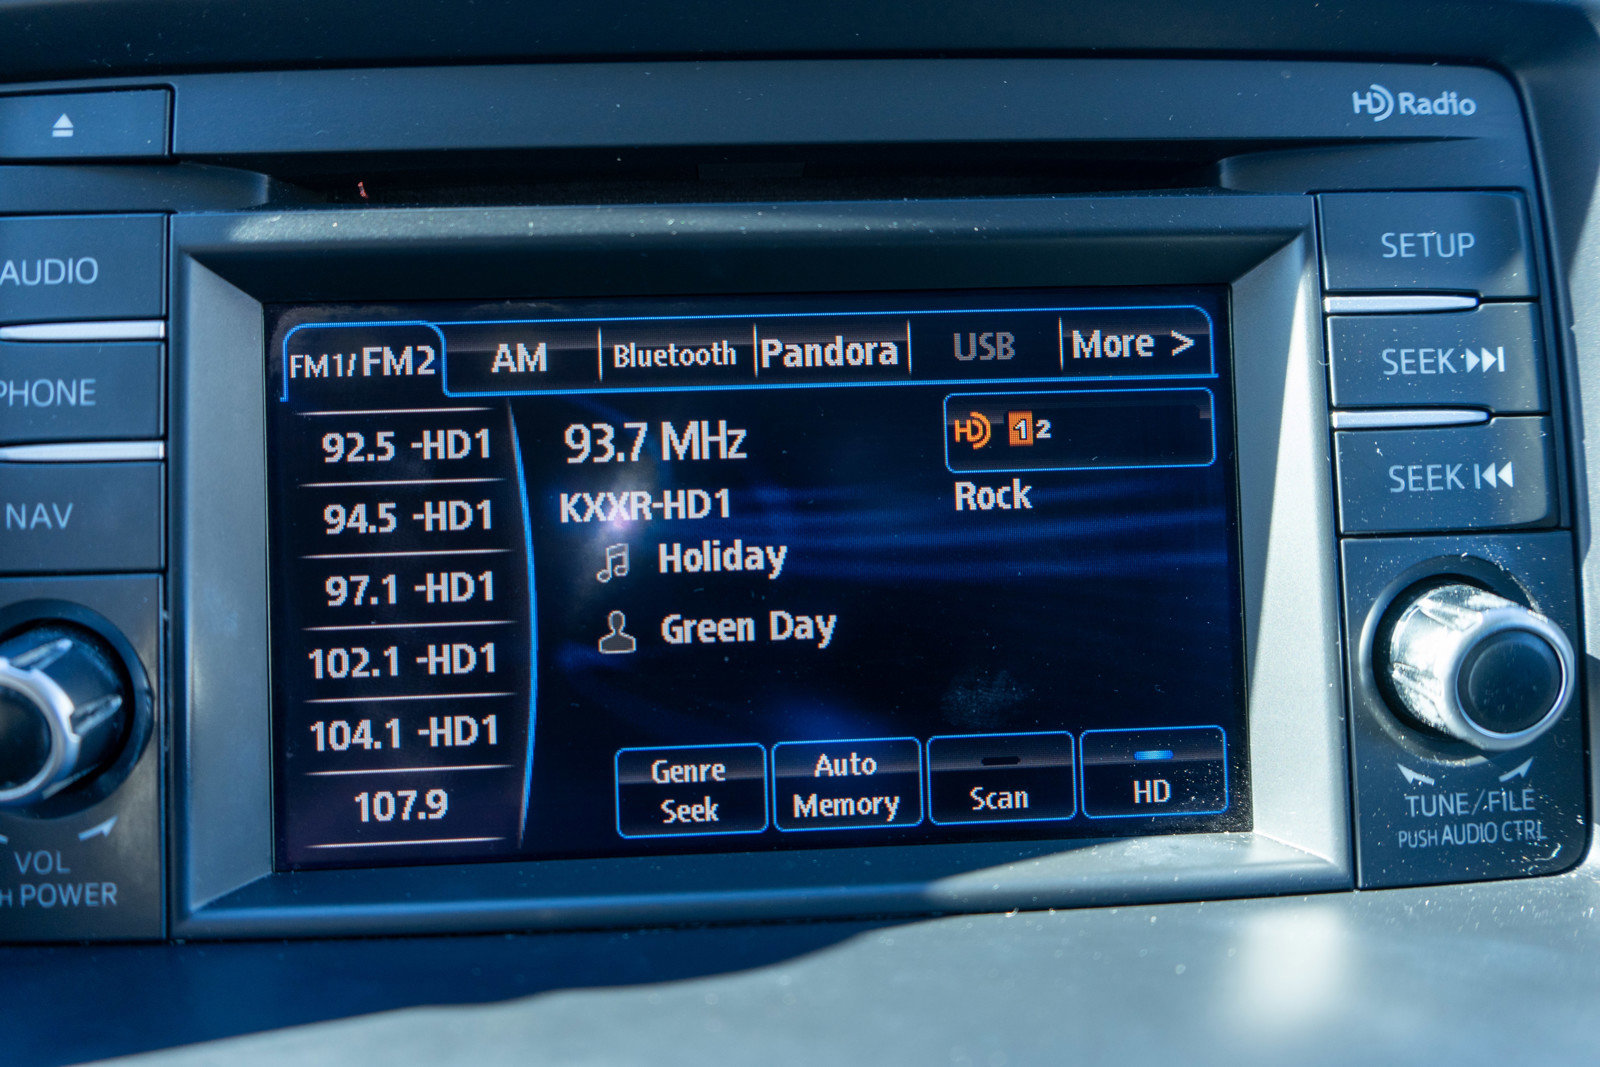 HD Radio
1
AUDIO
PHONE
NAV
VOL
POWER
FM1/FM2 AM Bluetooth Pandora USB More >
92.5 -HD1
94.5 -HD1
97.1 -HD1
102.1 -HD1
104.1 -HD1
107.9
93.7 MHz
HD 1 2
KXXR-HD1
Rock
Holiday
Green Day
Genre
Seek
Auto
Memory
Scan
HD
SETUP
SEEK
SEEK
TUNE/FILE
PUSH AUDIO CTRL